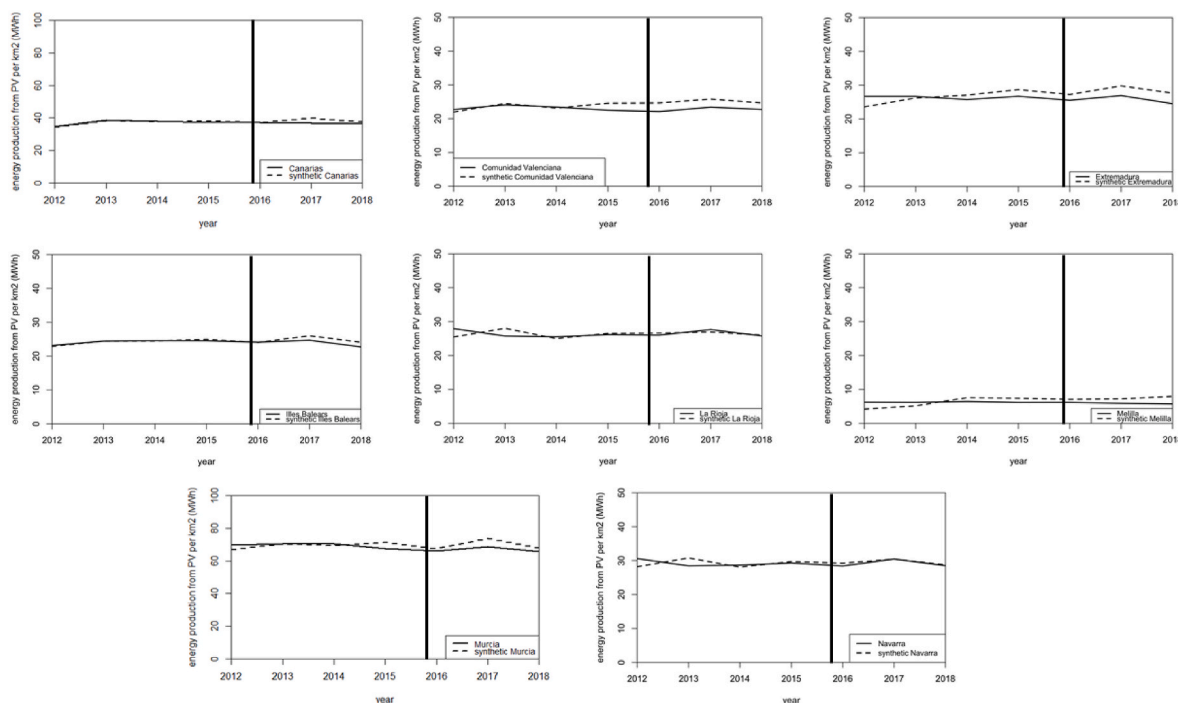 energy production from PV per km2 (MWh)
100
80
60
40
20
0
Canarias
synthetic Canarias
2012 2013 2014 2015 2016 2017 2018
year
energy production from PV per km2 (MWh)
50
40
30
20
10
0
Comunidad Valenciana
synthetic Comunidad Valenciana
2012 2013 2014 2015 2016 2017 2018
year
energy production from PV per km2 (MWh)
50
40
30
20
10
0
Extremadura
synthetic Extremadura
2012 2013 2014 2015 2016 2017 2018
year
energy production from PV per km2 (MWh)
50
40
30
20
10
0
Illes Balears
synthetic Illes Balears
2012 2013 2014 2015 2016 2017 2018
year
energy production from PV per km2 (MWh)
50
40
30
20
10
0
La Rioja
synthetic La Rioja
2012 2013 2014 2015 2016 2017 2018
year
energy production from PV per km2 (MWh)
50
40
30
20
10
0
Melilla
synthetic Melilla
2012 2013 2014 2015 2016 2017 2018
year
energy production from PV per km2 (MWh)
100
80
60
40
20
0
Murcia
synthetic Murcia
2012 2013 2014 2015 2016 2017 2018
year
energy production from PV per km2 (MWh)
50
40
30
20
10
0
Navarra
synthetic Navarra
2012 2013 2014 2015 2016 2017 2018
year